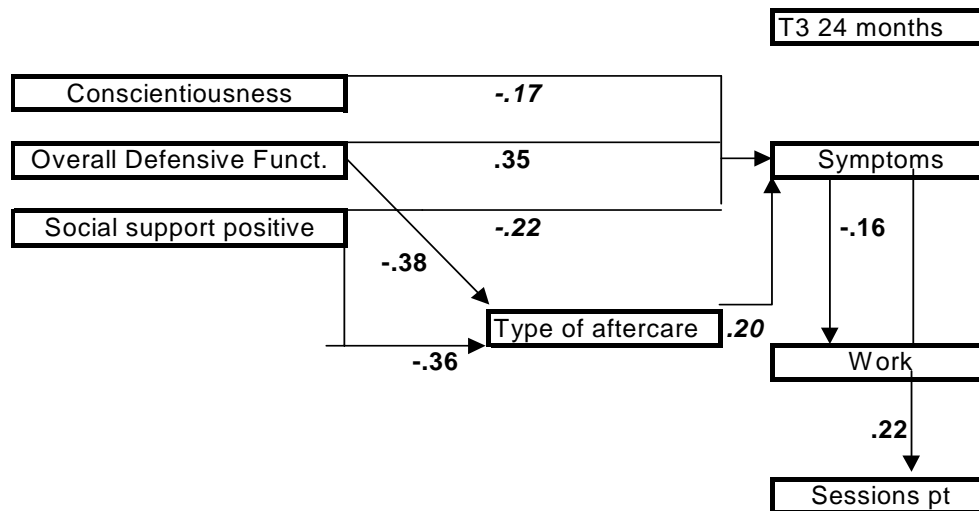 T3 24 months
Conscientiousness
-.17
Overall Defensive Funct.
.35
Symptoms
Social support positive
-.22
-.16
-.38
Type of aftercare
.20
-.36
Work
.22
Sessions pt